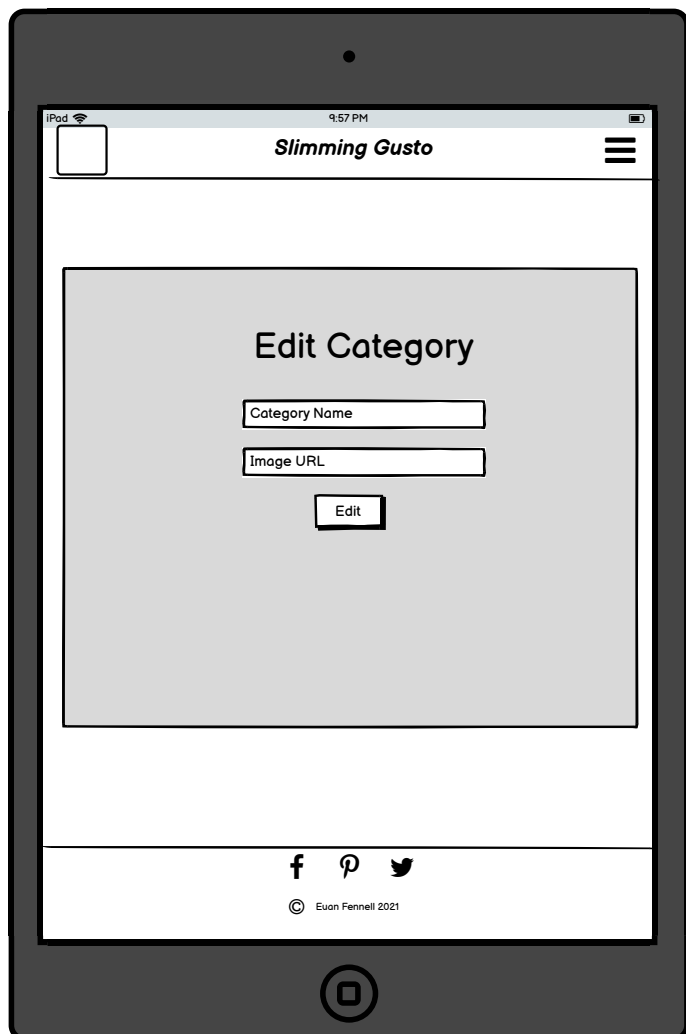 iPad
9:57 PM
Slimming Gusto
Edit Category
Category Name
Image URL
Edit
© Euan Fennell 2021